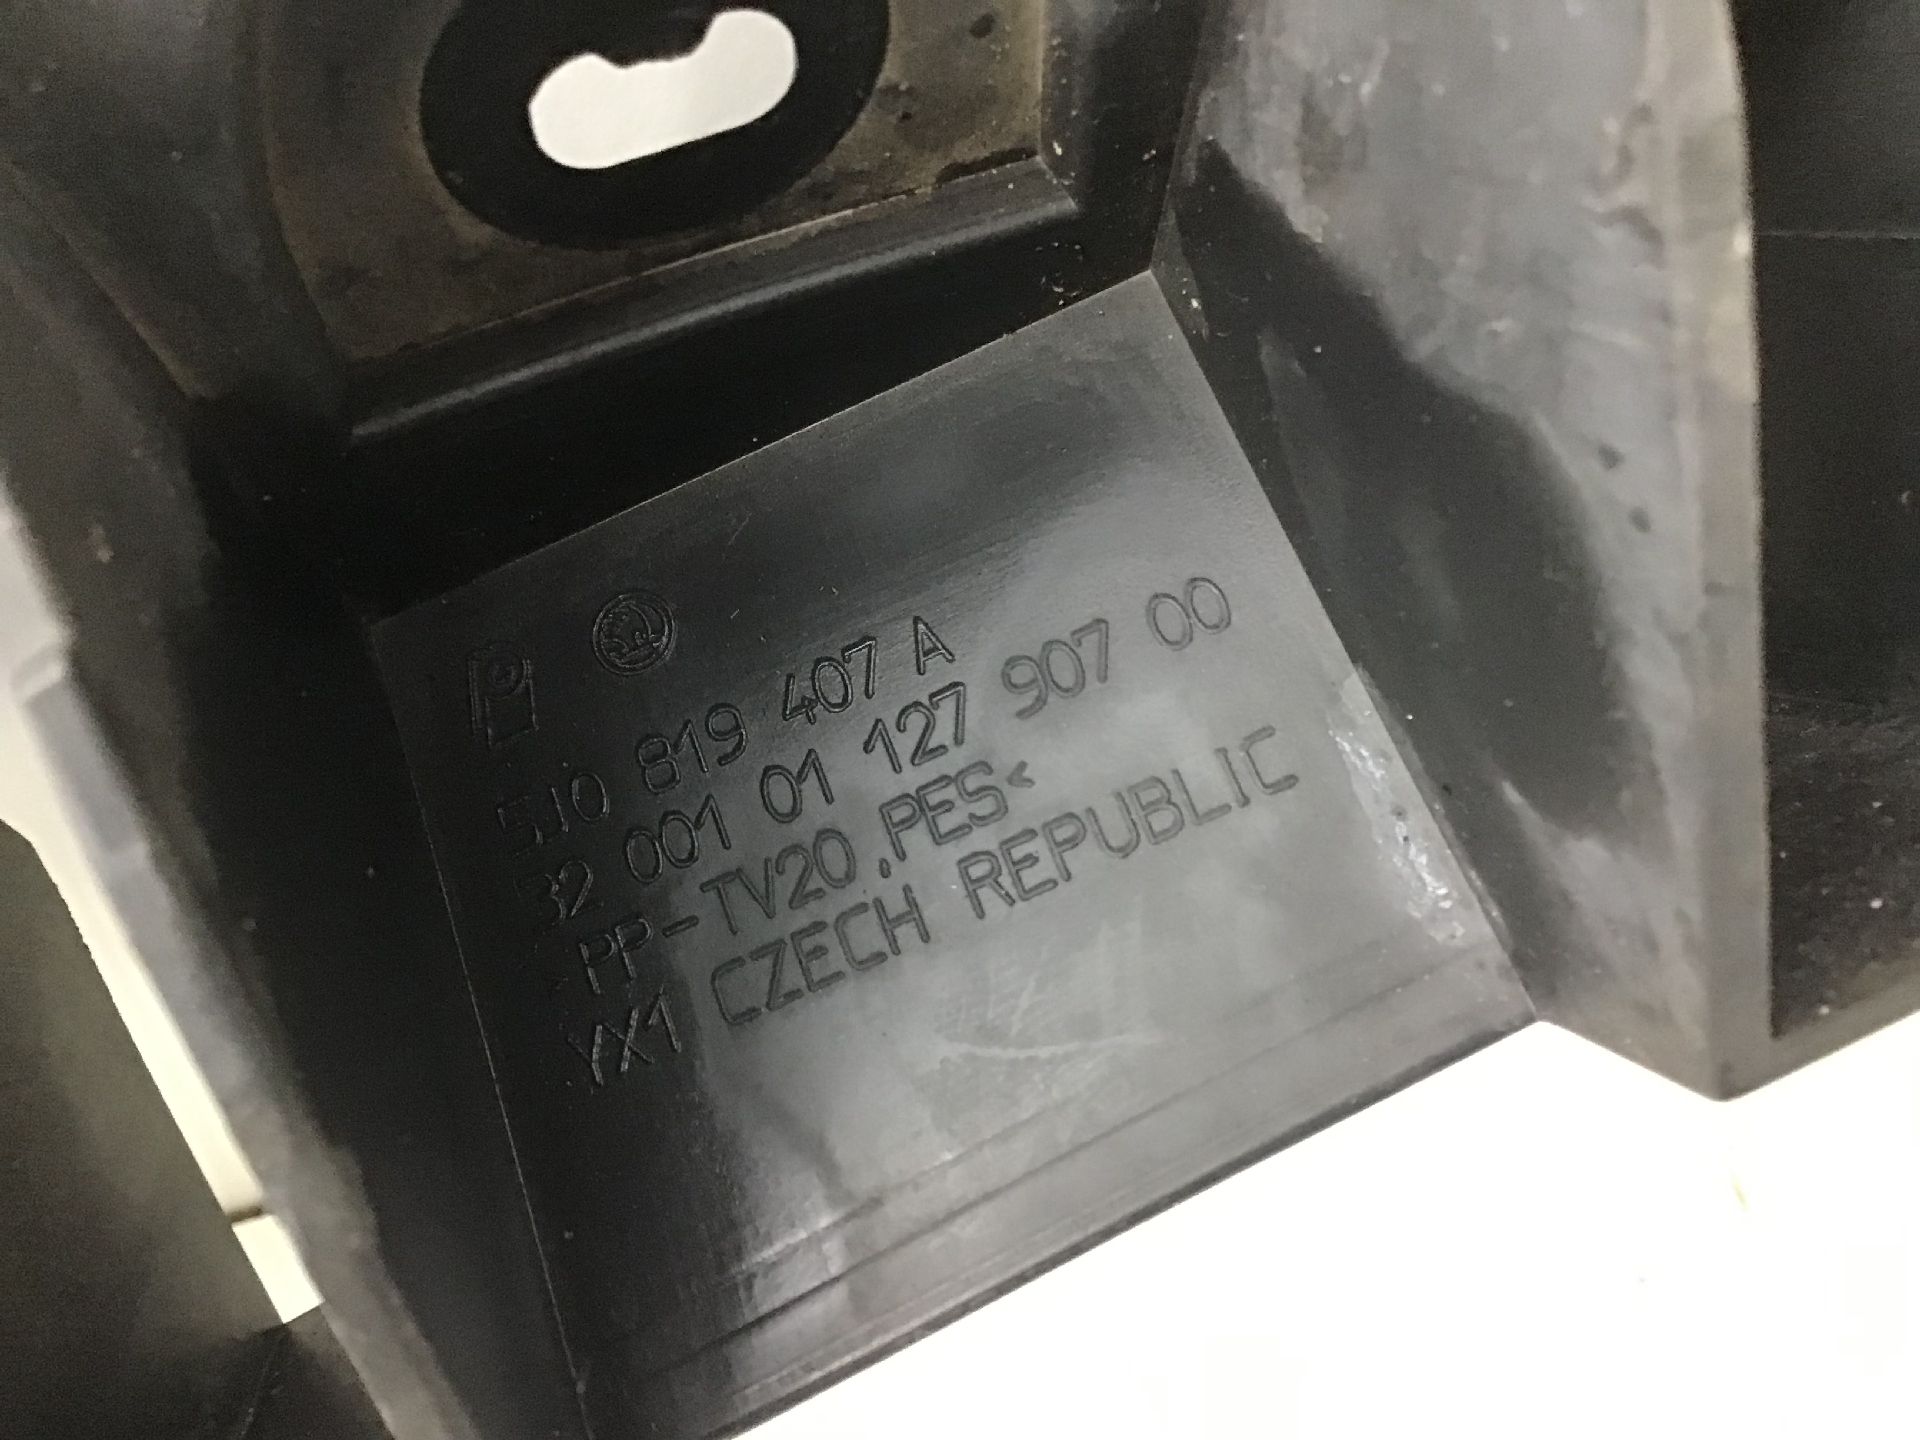 5J0 819 407 A
32 001 01 127 907 00
>PP-TV20,PES<
YX1 CZECH REPUBLIC